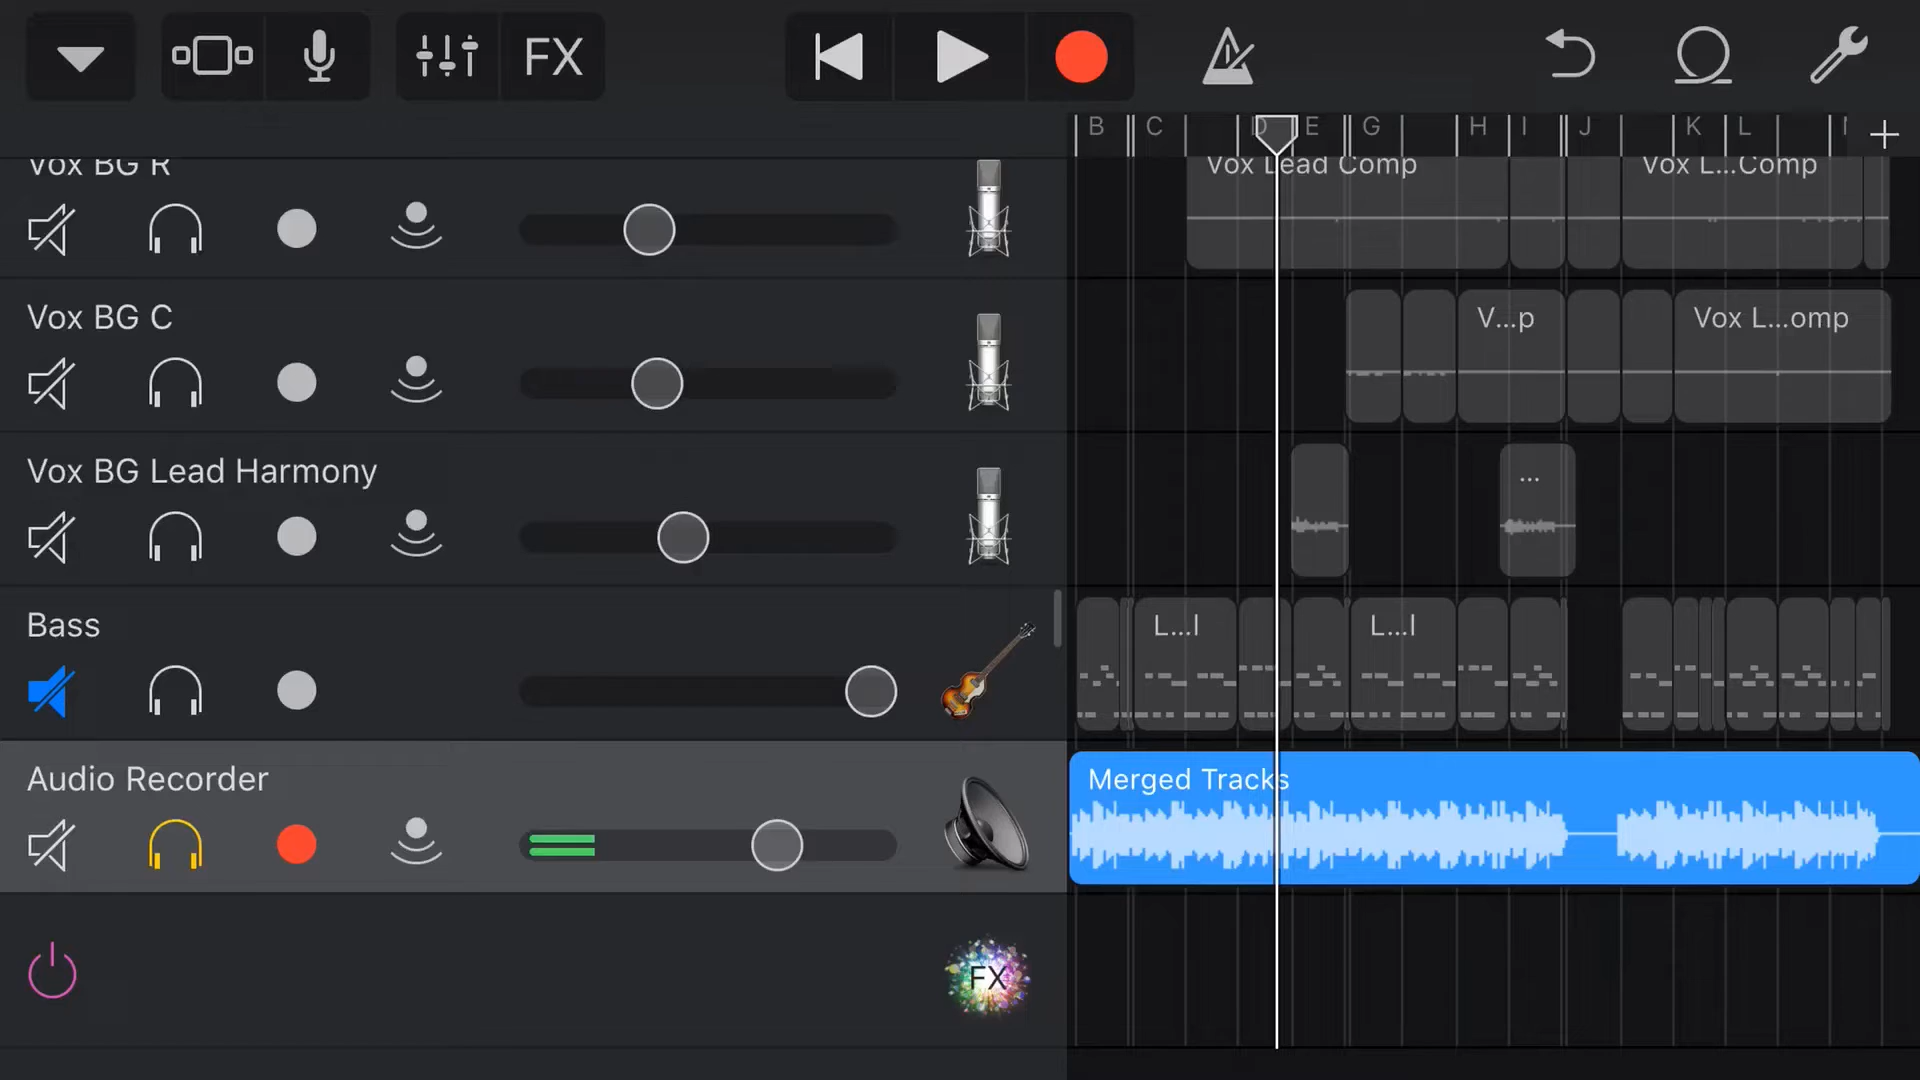 FX
B C D E G H I J K L
Vox BG R
Vox Lead Comp
Vox L...Comp
Vox BG C
V...p
Vox L...omp
Vox BG Lead Harmony
...
Bass
L...l
L...l
Audio Recorder
Merged Tracks
FX